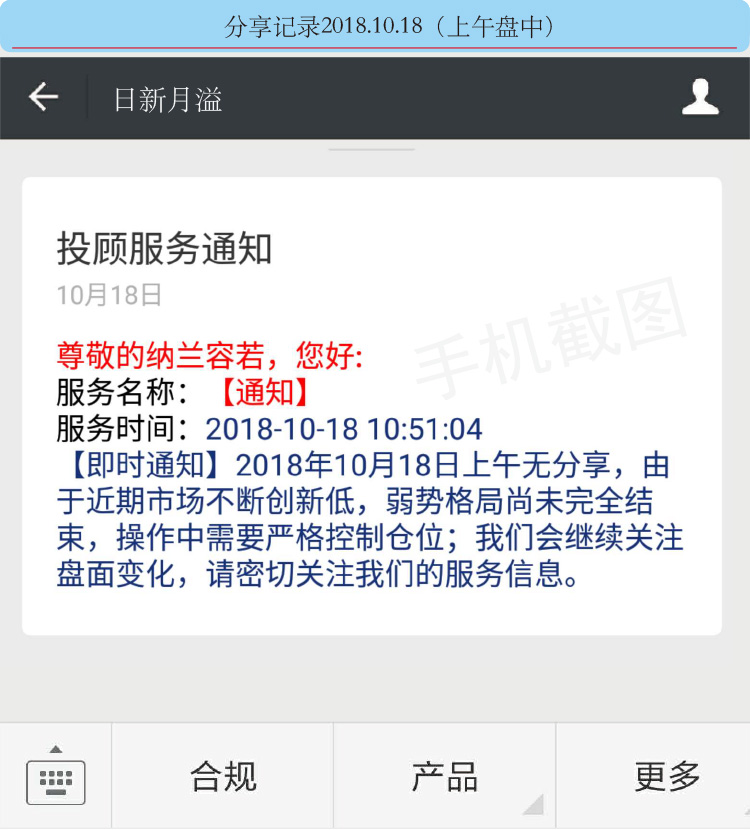 分享记录2018.10.18（上午盘中）
日新月溢
投顾服务通知
10月18日
手机截图
尊敬的纳兰容若，您好:
服务名称：【通知】
服务时间：2018-10-18 10:51:04
【即时通知】2018年10月18日上午无分享，由
于近期市场不断创新低，弱势格局尚未完全结
束，操作中需要严格控制仓位；我们会继续关注
盘面变化，请密切关注我们的服务信息。
合规
产品
更多